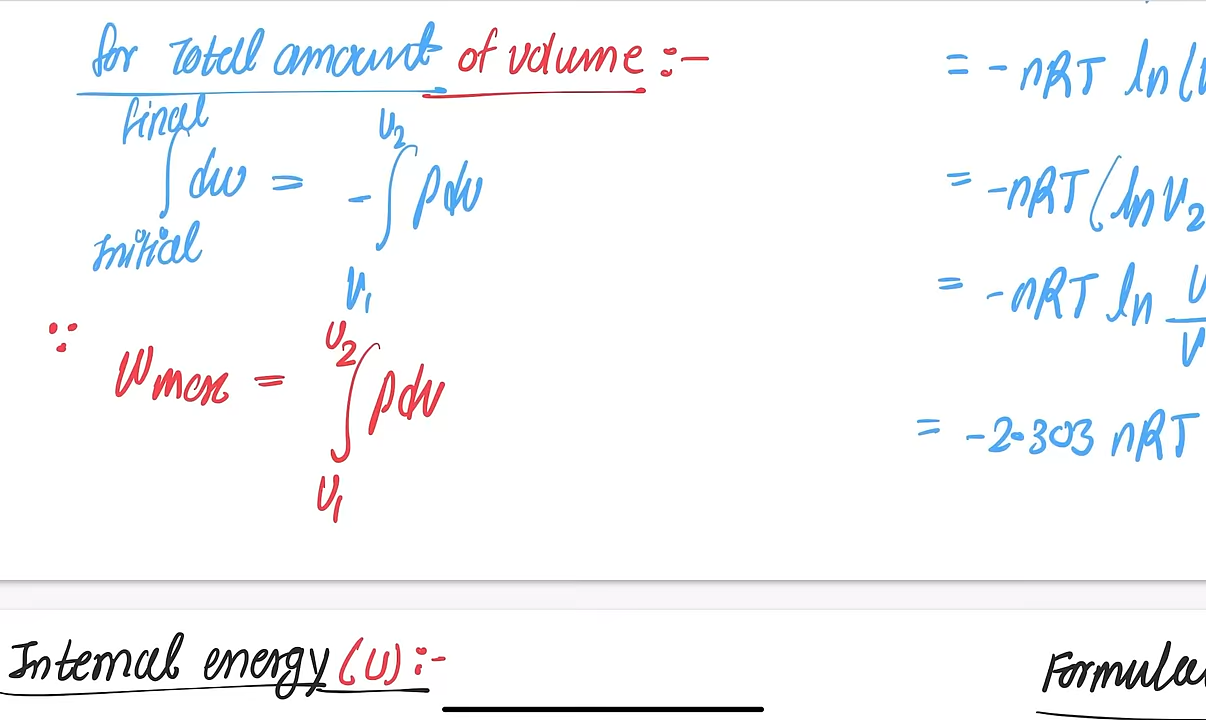 for total amount of volume :-
final
∫ dw = - ∫ Pdv
v2
Initial
v1
∵ Wmax = ∫ Pdv
v2
v1
= - nRT ln (
= -nRT ( ln v2
= -nRT ln v
v
= -2.303 nRT
Internal energy (U) :-
Formula